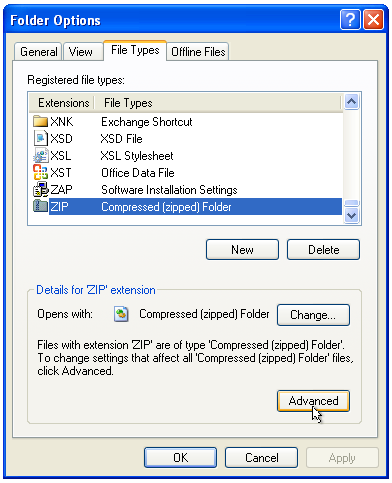 Folder Options
General View File Types Offline Files
Registered file types:
Extensions File Types
XNK Exchange Shortcut
XSD XSD File
XSL XSL Stylesheet
XST Office Data File
ZAP Software Installation Settings
ZIP Compressed (zipped) Folder
New Delete
Details for 'ZIP' extension
Opens with: Compressed (zipped) Folder Change...
Files with extension 'ZIP' are of type 'Compressed (zipped) Folder'.
To change settings that affect all 'Compressed (zipped) Folder' files,
click Advanced.
Advanced
OK Cancel Apply